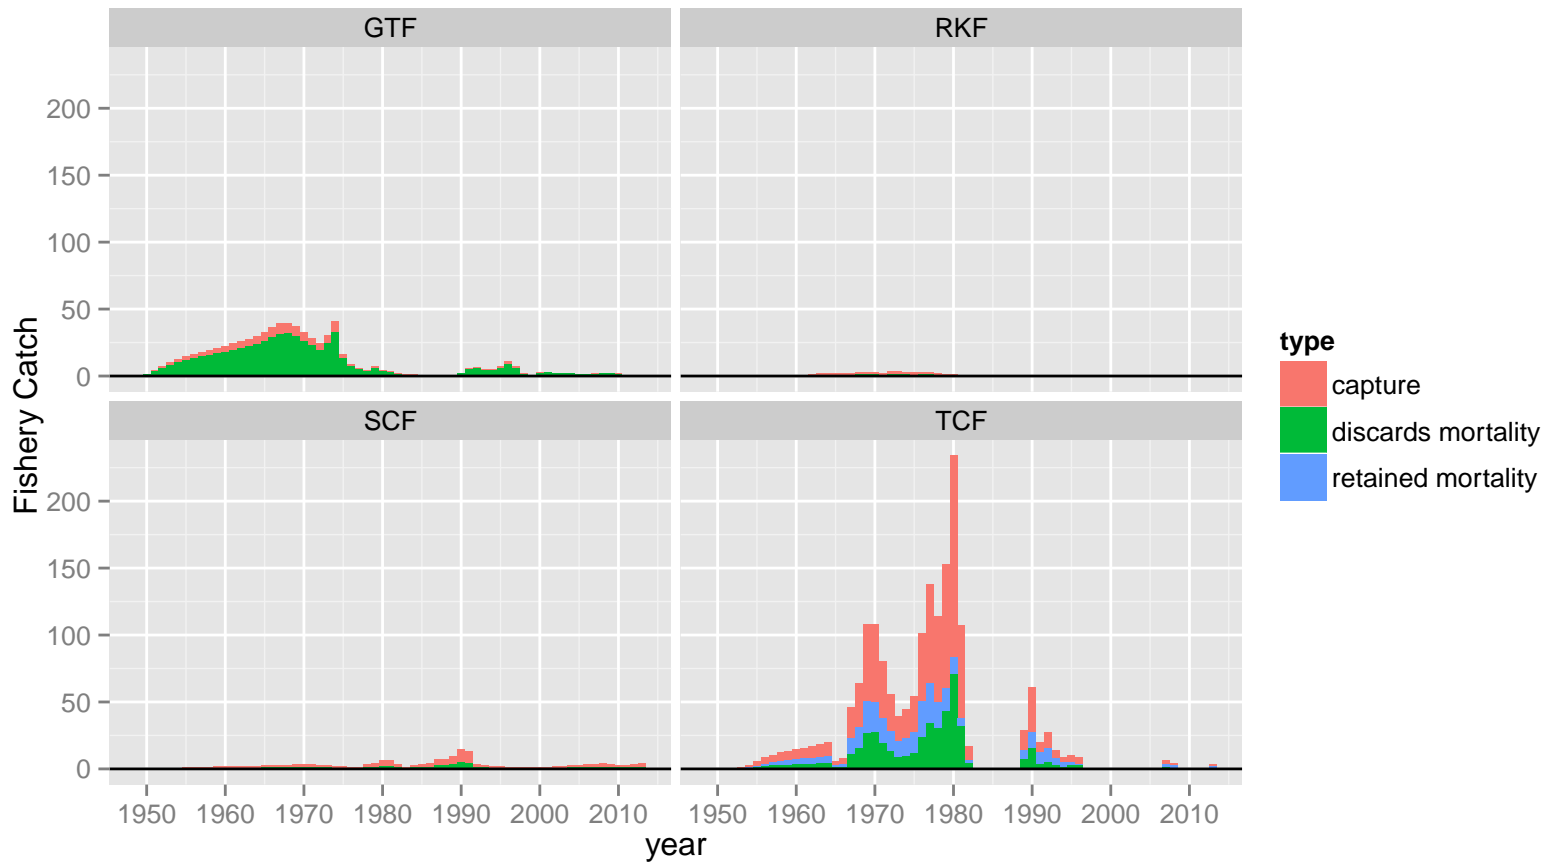 GTF
RKF
200
150
100
50
0
Fishery Catch
SCF
TCF
200
150
100
50
0
1950 1960 1970 1980 1990 2000 2010
1950 1960 1970 1980 1990 2000 2010
year
type
capture
discards mortality
retained mortality